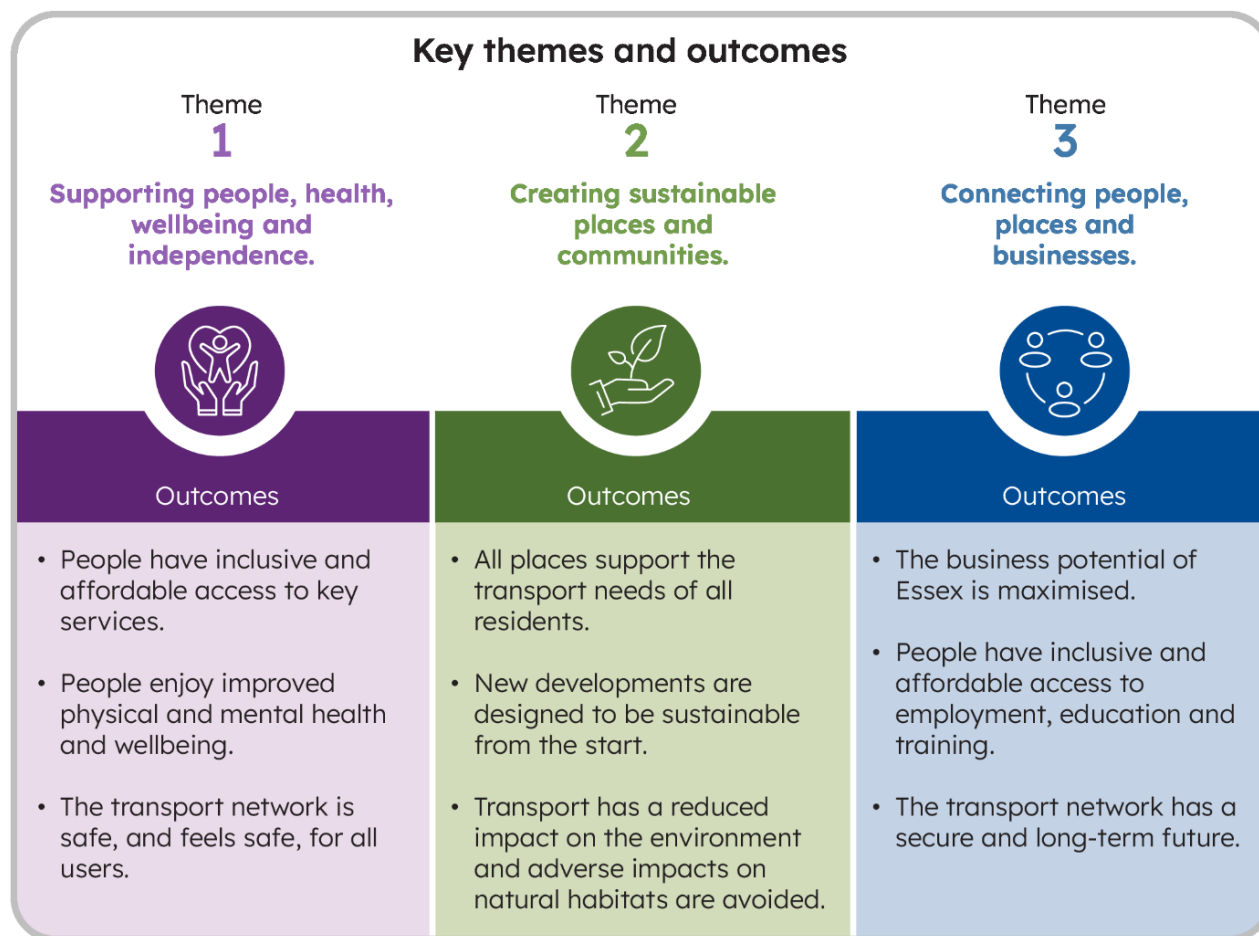 Key themes and outcomes
Theme
1
Supporting people, health,
wellbeing and
independence.
Outcomes
• People have inclusive and
affordable access to key
services.
• People enjoy improved
physical and mental health
and wellbeing.
• The transport network is
safe, and feels safe, for all
users.
Theme
2
Creating sustainable
places and
communities.
Outcomes
• All places support the
transport needs of all
residents.
• New developments are
designed to be sustainable
from the start.
• Transport has a reduced
impact on the environment
and adverse impacts on
natural habitats are avoided.
Theme
3
Connecting people,
places and
businesses.
Outcomes
• The business potential of
Essex is maximised.
• People have inclusive and
affordable access to
employment, education and
training.
• The transport network has a
secure and long-term future.